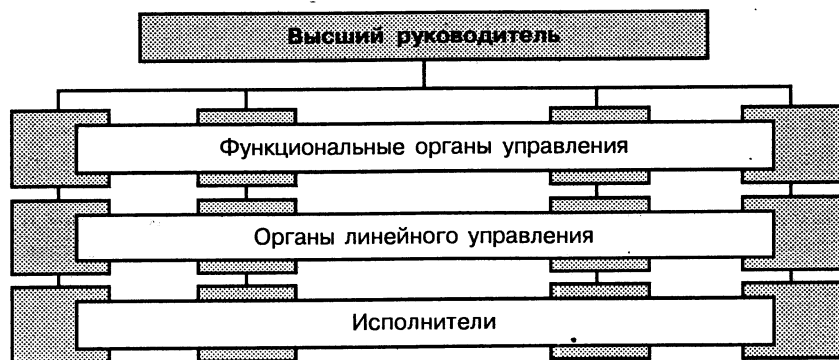 Высший руководитель
Функциональные органы управления
Органы линейного управления
Исполнители